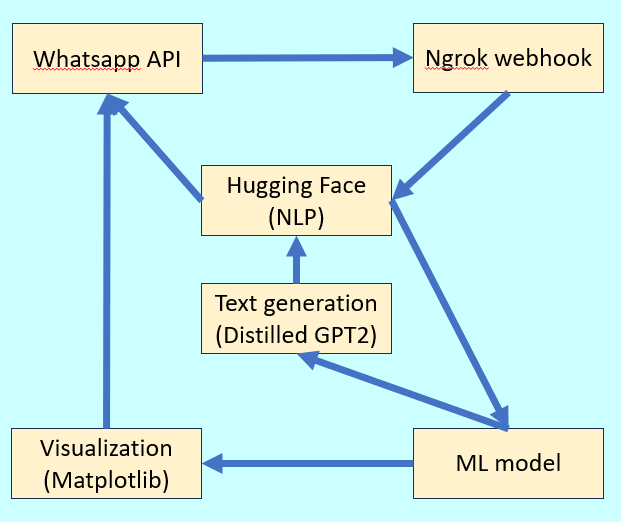 Whatsapp API
Ngrok webhook
Hugging Face
(NLP)
Text generation
(Distilled GPT2)
Visualization
(Matplotlib)
ML model